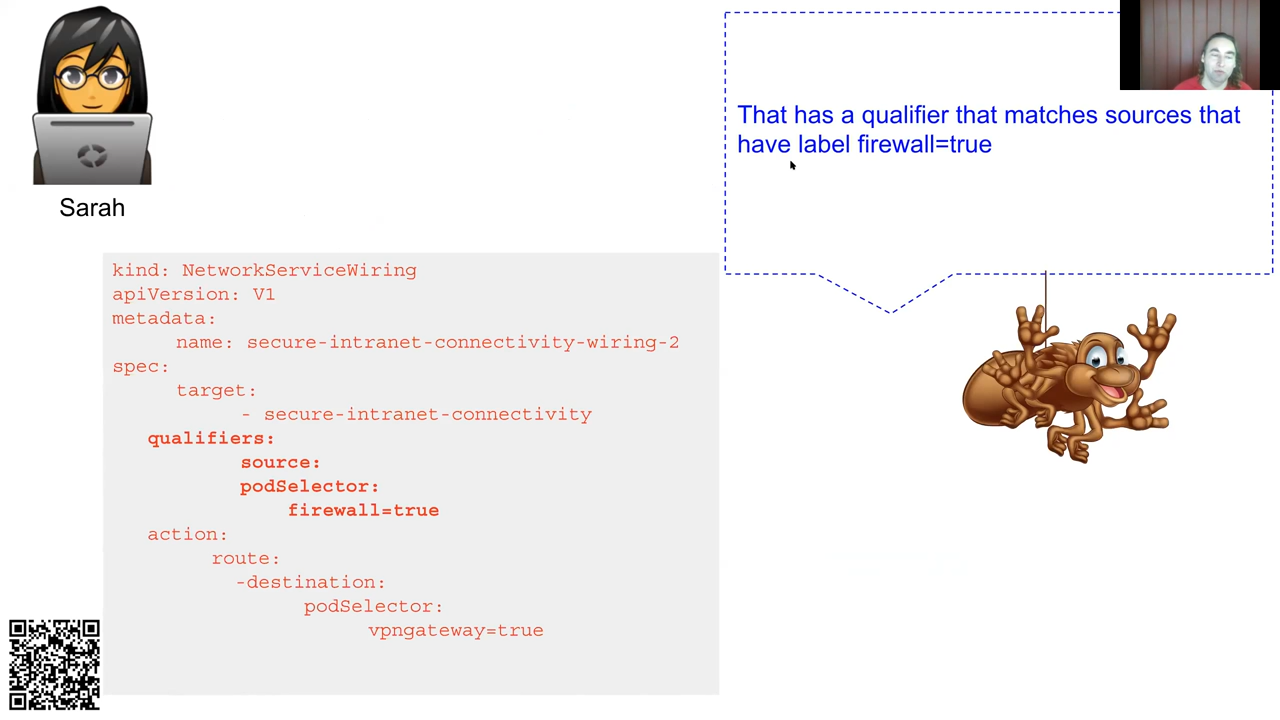 That has a qualifier that matches sources that
have label firewall=true
Sarah
kind: NetworkServiceWiring
apiVersion: V1
metadata:
name: secure-intranet-connectivity-wiring-2
spec:
target:
- secure-intranet-connectivity
qualifiers:
source:
podSelector:
firewall=true
action:
route:
-destination:
podSelector:
vpngateway=true